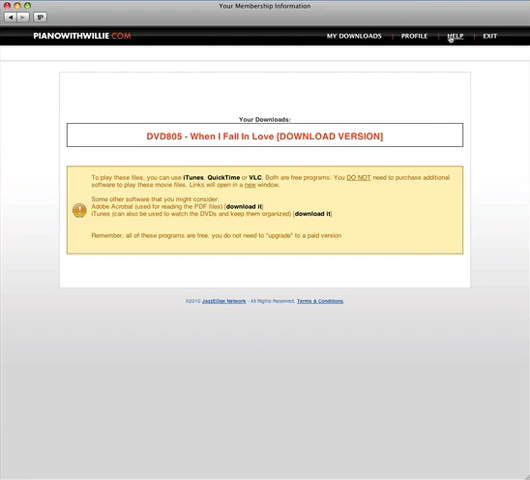 Your Membership Information
PIANOWITHWILLIE.COM
MY DOWNLOADS | PROFILE | HELP | EXIT
Your Downloads:
DVD805 - When I Fall In Love [DOWNLOAD VERSION]
To play these files, you can use iTunes, QuickTime or VLC. Both are free programs. You DO NOT need to purchase additional
software to play these movie files. Links will open in a new window.
Some other software that you might consider.
Adobe Acrobat (used for reading the PDF files) [download it]
iTunes (can also be used to watch the DVDs and keep them organized) [download it]
Remember, all of these programs are free. you do not need to "upgrade" to a paid version
©2010 JazzEdge Network - All Rights Reserved. Terms & Conditions.